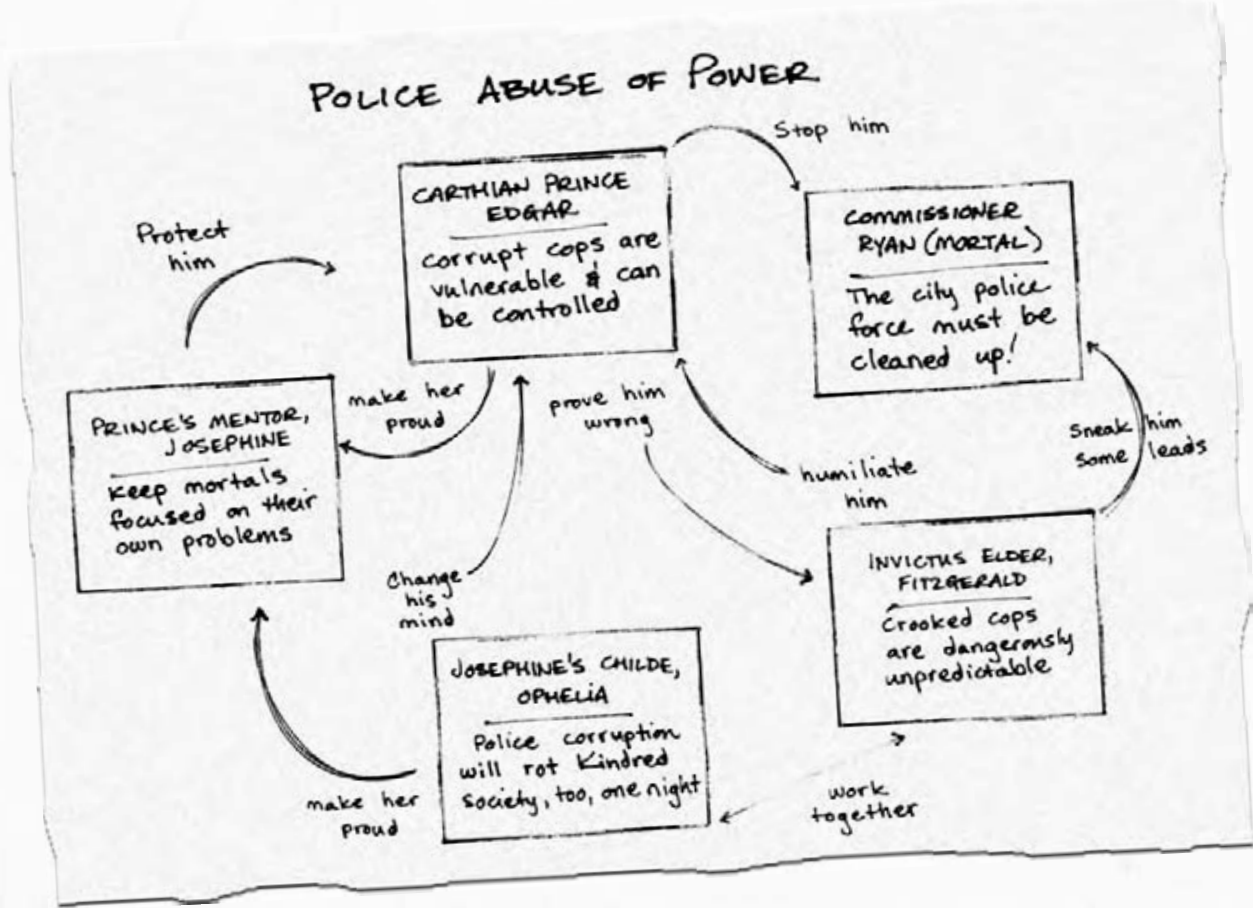 POLICE ABUSE OF POWER
Stop him
CARTHIAN PRINCE
EDGAR
corrupt cops are
vulnerable & can
be controlled
COMMISSIONER
RYAN (MORTAL)
The city police
force must be
cleaned up!
Protect
him
PRINCE'S MENTOR,
JOSEPHINE
keep mortals
focused on their
own problems
make her
proud
prove him
wrong
humiliate
him
Sneak him
some leads
Change
his
mind
INVICTUS ELDER,
FITZGERALD
Crooked cops
are dangerously
unpredictable
JOSEPHINE'S CHILDE,
OPHELIA
Police corruption
will rot Kindred
society, too, one night
make her
proud
work
together